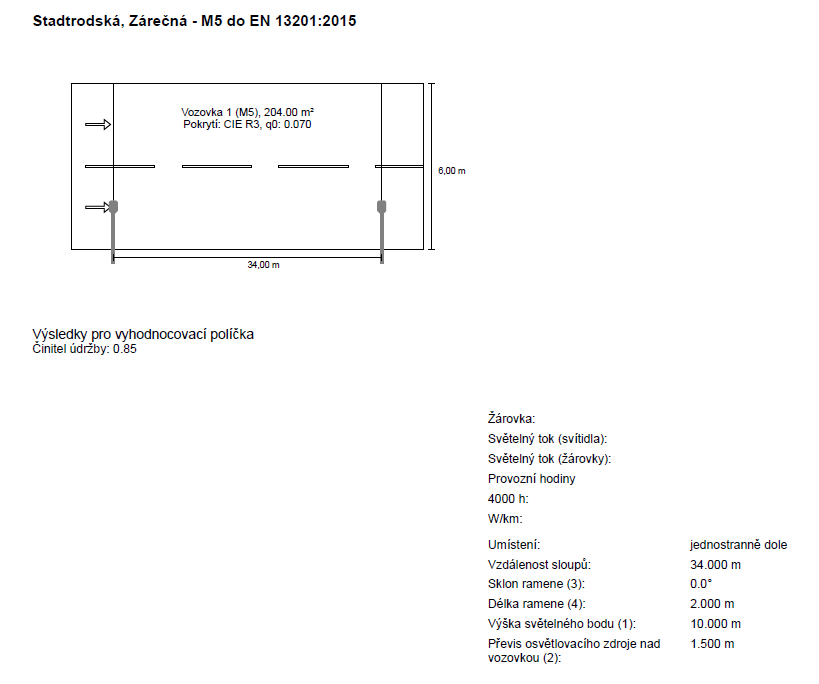 Stadtrodská, Zárečná - M5 do EN 13201:2015
Vozovka 1 (M5), 204.00 m²
Pokrytí: CIE R3, q0: 0.070
6,00 m
34,00 m
Výsledky pro vyhodnocovací políčka
Činitel údržby: 0.85
Žárovka:
Světelný tok (svítidla):
Světelný tok (žárovky):
Provozní hodiny
4000 h:
W/km:
Umístení: jednostranně dole
Vzdálenost sloupů: 34.000 m
Sklon ramene (3): 0.0°
Délka ramene (4): 2.000 m
Výška světelného bodu (1): 10.000 m
Převis osvětlovacího zdroje nad 1.500 m
vozovkou (2):